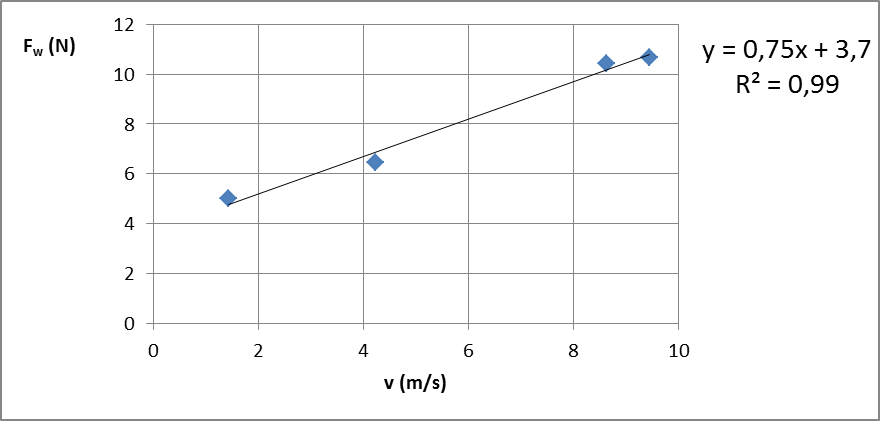 F_w (N)
12
10
8
6
4
2
0
0 2 4 6 8 10
v (m/s)
y = 0,75x + 3,7
R² = 0,99